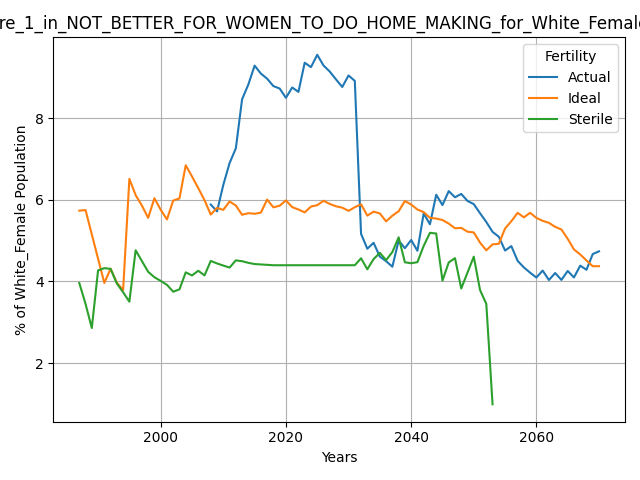 re_1_in_NOT_BETTER_FOR_WOMEN_TO_DO_HOME_MAKING_for_White_Female
Fertility
Actual
Ideal
Sterile
% of White_Female Population
8
6
4
2
2000 2020 2040 2060
Years